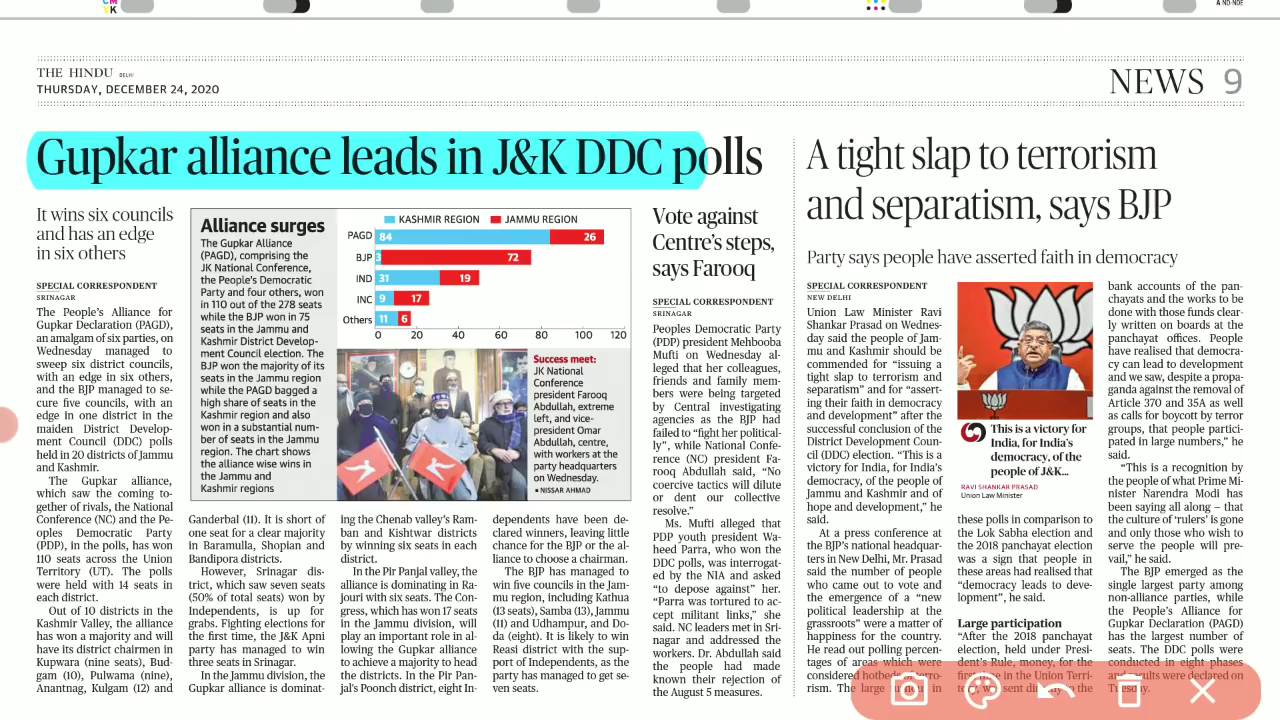 CM
YK
A ND-NDE
THE HINDU DELHI
THURSDAY, DECEMBER 24, 2020
NEWS 9
Gupkar alliance leads in J&K DDC polls
It wins six councils
and has an edge
in six others
SPECIAL CORRESPONDENT
SRINAGAR
The People's Alliance for
Gupkar Declaration (PAGD),
an amalgam of six parties, on
Wednesday managed to
sweep six district councils,
with an edge in six others,
and the BJP managed to se-
cure five councils, with an
edge in one district in the
maiden District Develop-
ment Council (DDC) polls
held in 20 districts of Jammu
and Kashmir.
The Gupkar alliance,
which saw the coming to-
gether of rivals, the National
Conference (NC) and the Pe-
oples Democratic Party
(PDP), in the polls, has won
110 seats across the Union
Territory (UT). The polls
were held with 14 seats in
each district.
Out of 10 districts in the
Kashmir Valley, the alliance
has won a majority and will
have its district chairmen in
Kupwara (nine seats), Bud-
gam (10), Pulwama (nine),
Anantnag, Kulgam (12) and
Alliance surges
The Gupkar Alliance
(PAGD), comprising the
JK National Conference,
the People's Democratic
Party and four others, won
in 110 out of the 278 seats
while the BJP won in 75
seats in the Jammu and
Kashmir District Develop-
ment Council election. The
BJP won the majority of its
seats in the Jammu region
while the PAGD bagged a
high share of seats in the
Kashmir region and also
won in a substantial num-
ber of seats in the Jammu
region. The chart shows
the alliance wise wins in
the Jammu and
Kashmir regions
KASHMIR REGION JAMMU REGION
PAGD 84 26
BJP 3 72
IND 31 19
INC 9 17
Others 11 6
0 20 40 60 80 100 120
Success meet:
JK National
Conference
president Farooq
Abdullah, extreme
left, and vice-
president Omar
Abdullah, centre,
with workers at the
party headquarters
on Wednesday.
▪ NISSAR AHMAD
Ganderbal (11). It is short of
one seat for a clear majority
in Baramulla, Shopian and
Bandipora districts.
However, Srinagar dis-
trict, which saw seven seats
(50% of total seats) won by
Independents, is up for
grabs. Fighting elections for
the first time, the J&K Apni
party has managed to win
three seats in Srinagar.
In the Jammu division, the
Gupkar alliance is dominat-
ing the Chenab valley's Ram-
ban and Kishtwar districts
by winning six seats in each
district.
In the Pir Panjal valley, the
alliance is dominating in Ra-
jouri with six seats. The Con-
gress, which has won 17 seats
in the Jammu division, will
play an important role in al-
lowing the Gupkar alliance
to achieve a majority to head
the districts. In the Pir Pan-
jal's Poonch district, eight In-
dependents have been de-
clared winners, leaving little
chance for the BJP or the al-
liance to choose a chairman.
The BJP has managed to
win five councils in the Jam-
mu region, including Kathua
(13 seats), Samba (13), Jammu
(11) and Udhampur, and Do-
da (eight). It is likely to win
Reasi district with the sup-
port of Independents, as the
party has managed to get se-
ven seats.
Vote against
Centre's steps,
says Farooq
SPECIAL CORRESPONDENT
SRINAGAR
Peoples Democratic Party
(PDP) president Mehbooba
Mufti on Wednesday al-
leged that her colleagues,
friends and family mem-
bers were being targeted
by Central investigating
agencies as the BJP had
failed to "fight her political-
ly", while National Confe-
rence (NC) president Fa-
rooq Abdullah said, "No
coercive tactics will dilute
or dent our collective
resolve."
Ms. Mufti alleged that
PDP youth president Wa-
heed Parra, who won the
DDC polls, was interrogat-
ed by the NIA and asked
"to depose against" her.
"Parra was tortured to ac-
cept militant links," she
said. NC leaders met in Sri-
nagar and addressed the
workers. Dr. Abdullah said
the people had made
known their rejection of
the August 5 measures.
A tight slap to terrorism
and separatism, says BJP
Party says people have asserted faith in democracy
SPECIAL CORRESPONDENT
NEW DELHI
Union Law Minister Ravi
Shankar Prasad on Wednes-
day said the people of Jam-
mu and Kashmir should be
commended for "issuing a
tight slap to terrorism and
separatism" and for "assert-
ing their faith in democracy
and development" after the
successful conclusion of the
District Development Coun-
cil (DDC) election. "This is a
victory for India, for India's
democracy, of the people of
Jammu and Kashmir and of
hope and development," he
said.
At a press conference at
the BJP's national headquar-
ters in New Delhi, Mr. Prasad
said the number of people
who came out to vote and
the emergence of a "new
political leadership at the
grassroots" were a matter of
happiness for the country.
He read out polling percen-
tages of areas which were
considered hotbeds of terro-
rism. The large in
This is a victory for
India, for India's
democracy, of the
people of J&K...
RAVI SHANKAR PRASAD
Union Law Minister
these polls in comparison to
the Lok Sabha election and
the 2018 panchayat election
was a sign that people in
these areas had realised that
"democracy leads to deve-
lopment", he said.
Large participation
"After the 2018 panchayat
election, held under Presi-
dent's Rule, money, for the
first time in the Union Terri-
tory, was sent directly to the
bank accounts of the pan-
chayats and the works to be
done with those funds clear-
ly written on boards at the
panchayat offices. People
have realised that democra-
cy can lead to development
and we saw, despite a propa-
ganda against the removal of
Article 370 and 35A as well
as calls for boycott by terror
groups, that people partici-
pated in large numbers," he
said.
"This is a recognition by
the people of what Prime Mi-
nister Narendra Modi has
been saying all along – that
the culture of 'rulers' is gone
and only those who wish to
serve the people will pre-
vail," he said.
The BJP emerged as the
single largest party among
non-alliance parties, while
the People's Alliance for
Gupkar Declaration (PAGD)
has the largest number of
seats. The DDC polls were
conducted in eight phases
and results were declared on
Tuesday.